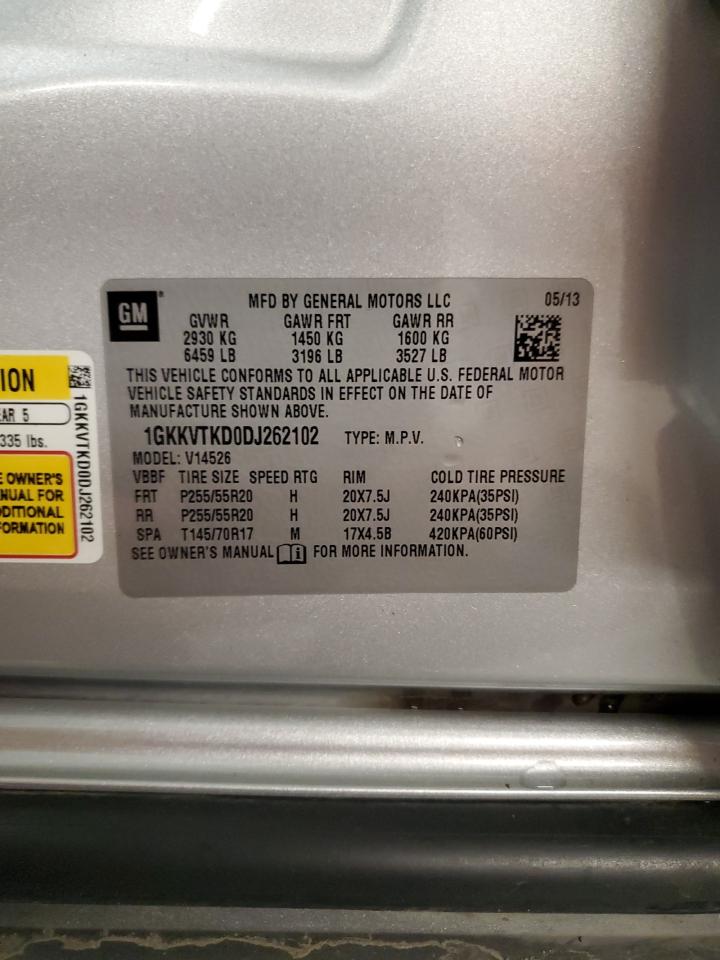 GM
MFD BY GENERAL MOTORS LLC 05/13
GVWR GAWR FRT GAWR RR
2930 KG 1450 KG 1600 KG
6459 LB 3196 LB 3527 LB
THIS VEHICLE CONFORMS TO ALL APPLICABLE U.S. FEDERAL MOTOR
VEHICLE SAFETY STANDARDS IN EFFECT ON THE DATE OF
MANUFACTURE SHOWN ABOVE.
1GKKVTKD0DJ262102 TYPE: M.P.V.
MODEL: V14526
VBBF TIRE SIZE SPEED RTG RIM COLD TIRE PRESSURE
FRT P255/55R20 H 20X7.5J 240KPA(35PSI)
RR P255/55R20 H 20X7.5J 240KPA(35PSI)
SPA T145/70R17 M 17X4.5B 420KPA(60PSI)
SEE OWNER'S MANUAL i FOR MORE INFORMATION.
ION
EAR 5
335 lbs.
E OWNER'S
NUAL FOR
DDITIONAL
FORMATION
1GKKVTKD0DJ262102